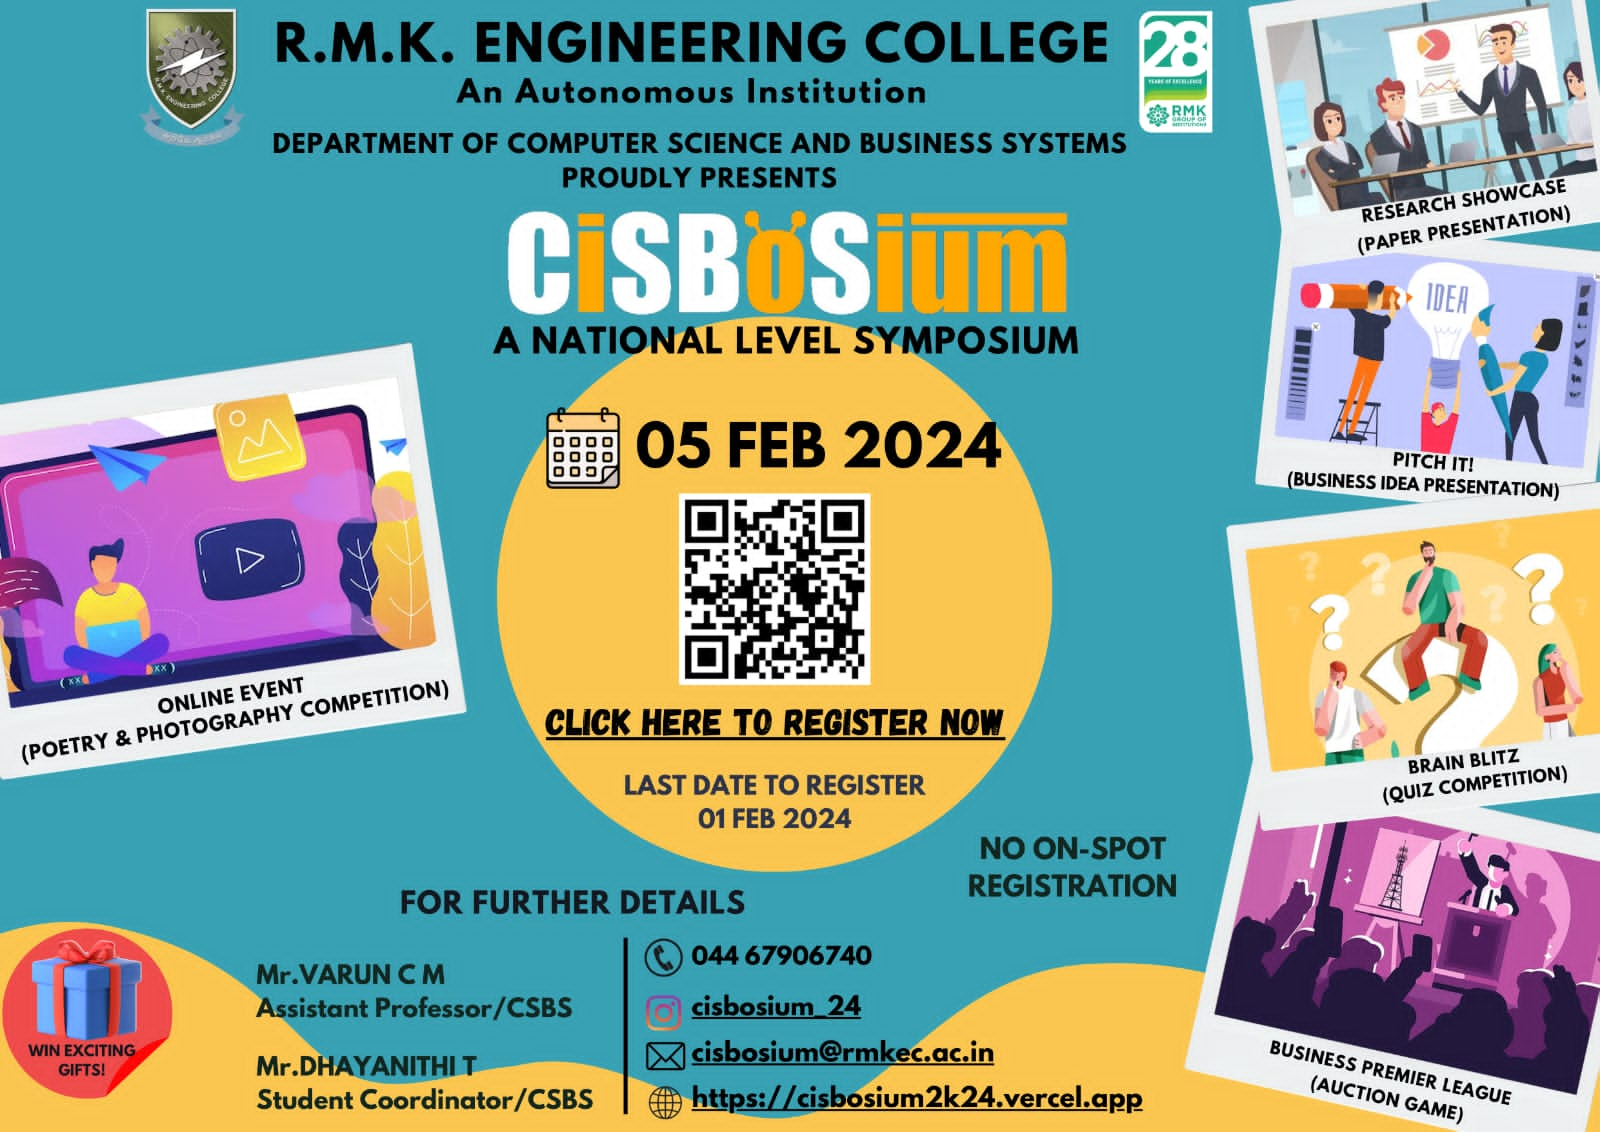 R.M.K. ENGINEERING COLLEGE
An Autonomous Institution
DEPARTMENT OF COMPUTER SCIENCE AND BUSINESS SYSTEMS
PROUDLY PRESENTS
R.M.K. ENGINEERING COLLEGE
28
YEARS OF EXCELLENCE
RMK
GROUP OF
INSTITUTIONS
CiSBoSium
A NATIONAL LEVEL SYMPOSIUM
05 FEB 2024
CLICK HERE TO REGISTER NOW
LAST DATE TO REGISTER
01 FEB 2024
NO ON-SPOT
REGISTRATION
ONLINE EVENT
(POETRY & PHOTOGRAPHY COMPETITION)
RESEARCH SHOWCASE
(PAPER PRESENTATION)
IDEA
PITCH IT!
(BUSINESS IDEA PRESENTATION)
BRAIN BLITZ
(QUIZ COMPETITION)
BUSINESS PREMIER LEAGUE
(AUCTION GAME)
FOR FURTHER DETAILS
Mr.VARUN C M
Assistant Professor/CSBS
Mr.DHAYANITHI T
Student Coordinator/CSBS
044 67906740
cisbosium_24
cisbosium@rmkec.ac.in
https://cisbosium2k24.vercel.app
WIN EXCITING
GIFTS!